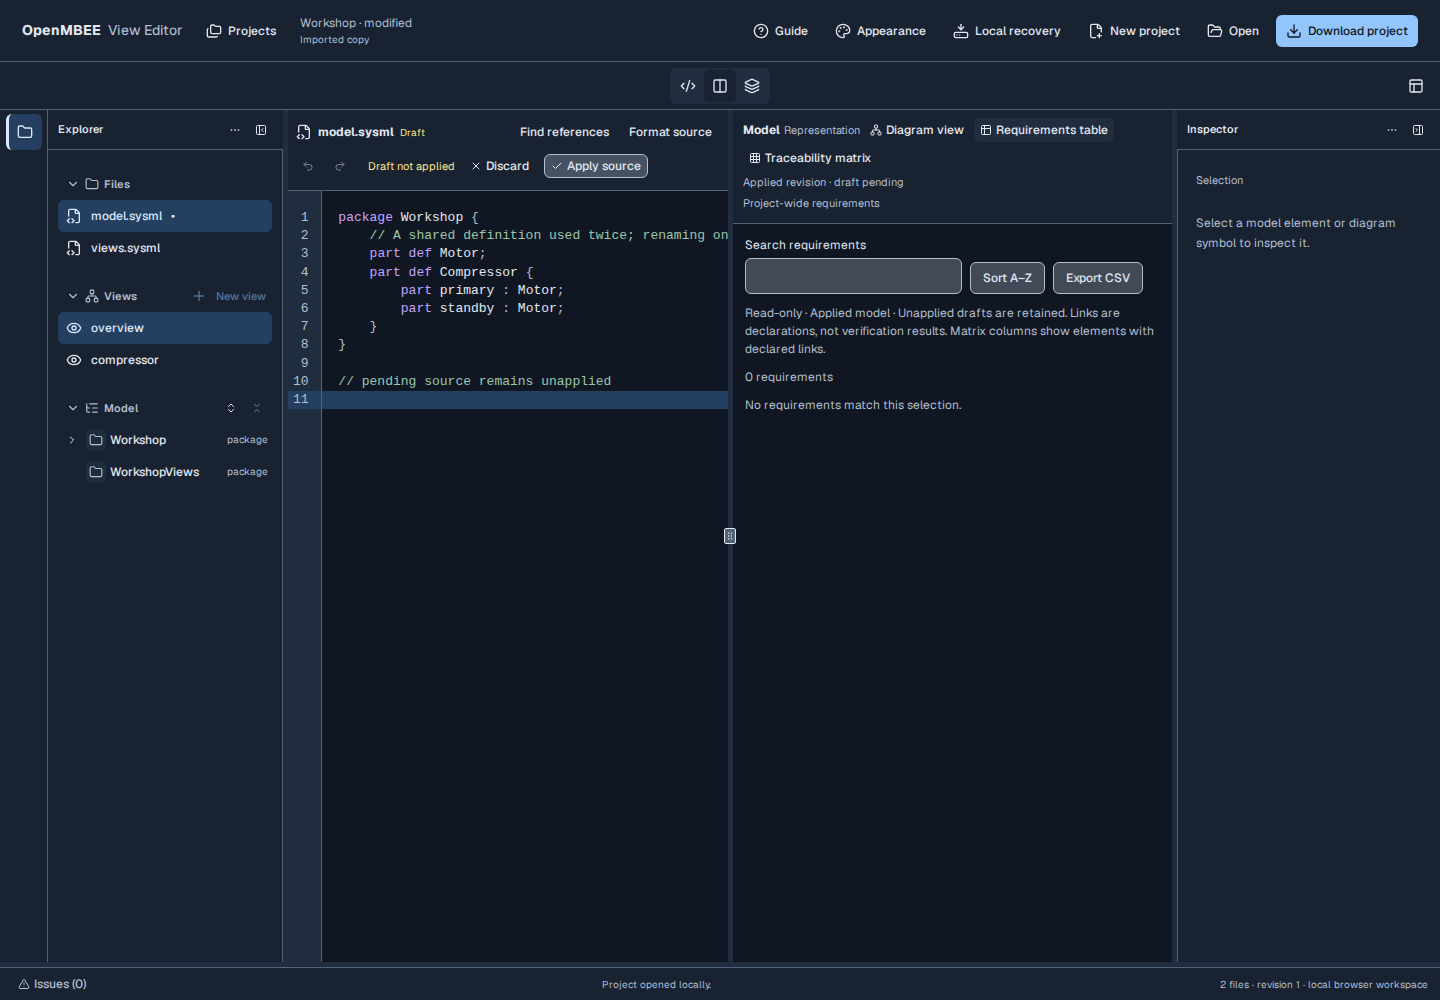 OpenMBEE View Editor
Projects
Workshop · modified
Imported copy
Guide
Appearance
Local recovery
New project
Open
Download project
Explorer
Files
model.sysml •
views.sysml
Views
New view
overview
compressor
Model
Workshop package
WorkshopViews package
model.sysml Draft
Find references
Format source
Draft not applied
Discard
Apply source
1 package Workshop {
2 // A shared definition used twice; renaming on
3 part def Motor;
4 part def Compressor {
5 part primary : Motor;
6 part standby : Motor;
7 }
8 }
9
10 // pending source remains unapplied
11
Model Representation
Diagram view
Requirements table
Traceability matrix
Applied revision · draft pending
Project-wide requirements
Search requirements
Sort A–Z
Export CSV
Read-only · Applied model · Unapplied drafts are retained. Links are
declarations, not verification results. Matrix columns show elements with
declared links.
0 requirements
No requirements match this selection.
Inspector
Selection
Select a model element or diagram
symbol to inspect it.
Issues (0)
Project opened locally.
2 files · revision 1 · local browser workspace